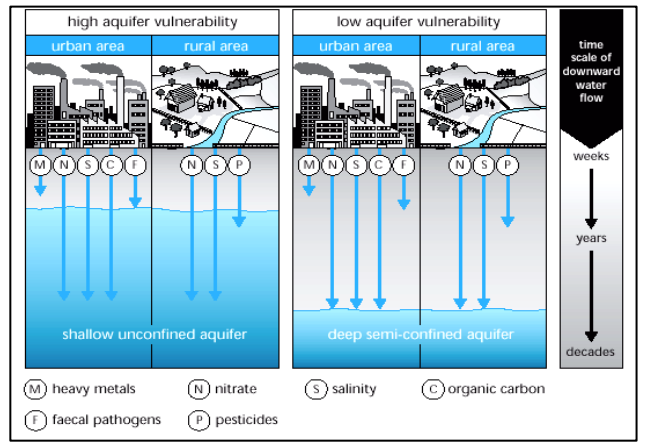 high aquifer vulnerability
urban area
rural area
M N S C F
N S P
shallow unconfined aquifer
low aquifer vulnerability
urban area
rural area
M N S C F
N S P
deep semi-confined aquifer
time
scale of
downward
water
flow
weeks
years
decades
M heavy metals
N nitrate
S salinity
C organic carbon
F faecal pathogens
P pesticides